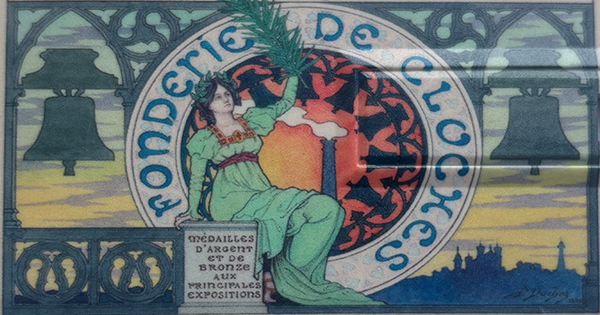 FONDERIE DE CLOCHES
MÉDAILLES
D'ARGENT
ET DE
BRONZE
AUX
PRINCIPALES
EXPOSITIONS